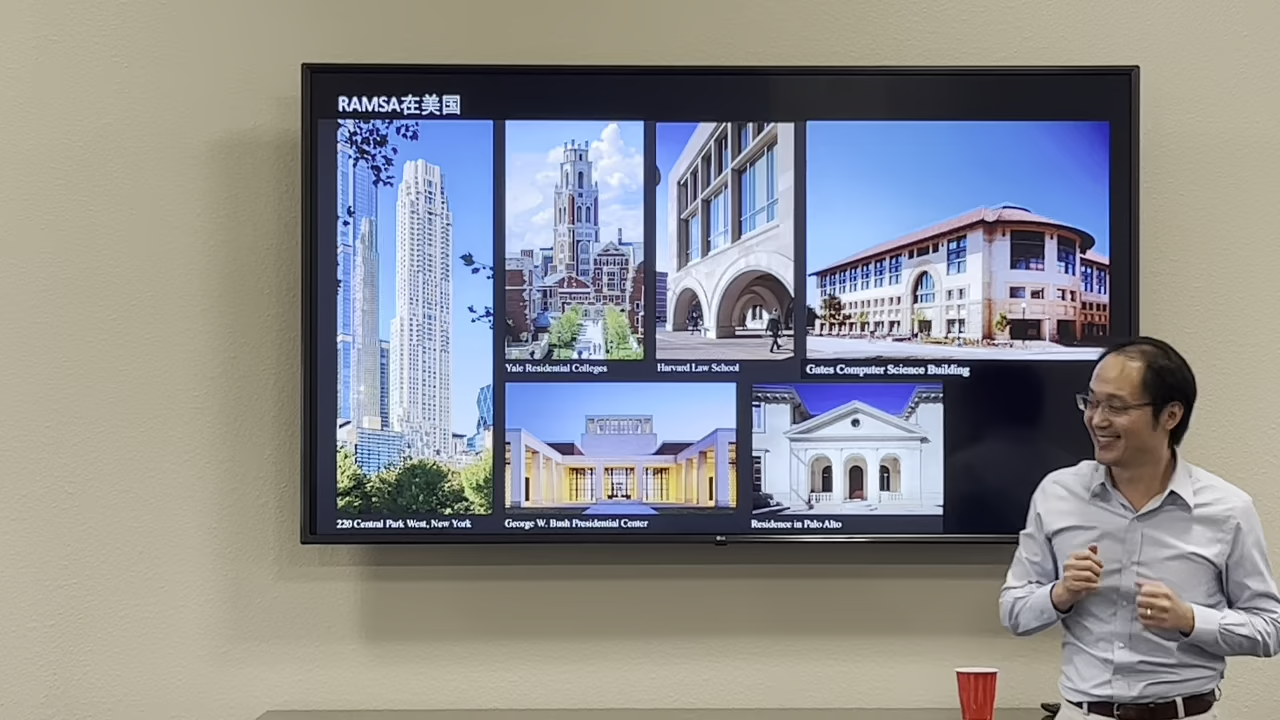 RAMSA在美国
Yale Residential Colleges
Harvard Law School
Gates Computer Science Building
220 Central Park West, New York
George W. Bush Presidential Center
Residence in Palo Alto
LG